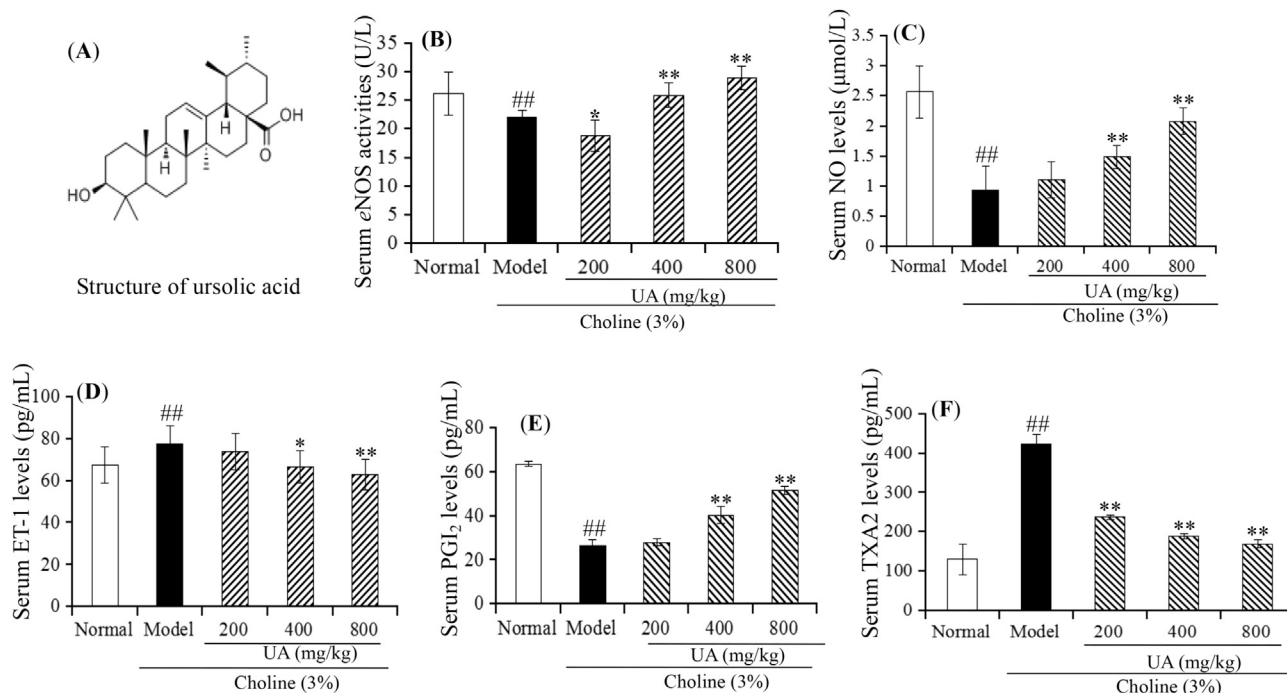 (A)
H
H
OH
O
HO
Structure of ursolic acid
(B)
Serum eNOS activities (U/L)
35
30
25
20
15
10
5
0
##
*
**
**
Normal Model 200 400 800
UA (mg/kg)
Choline (3%)
(C)
Serum NO levels (μmol/L)
3.5
3
2.5
2
1.5
1
0.5
0
##
**
**
Normal Model 200 400 800
UA (mg/kg)
Choline (3%)
(D)
Serum ET-1 levels (pg/mL)
100
80
60
40
20
0
##
*
**
Normal Model 200 400 800
UA (mg/kg)
Choline (3%)
(E)
Serum PGI₂ levels (pg/mL)
80
60
40
20
0
##
**
**
Normal Model 200 400 800
UA (mg/kg)
Choline (3%)
(F)
Serum TXA2 levels (pg/mL)
500
400
300
200
100
0
##
**
**
**
Normal Model 200 400 800
UA (mg/kg)
Choline (3%)